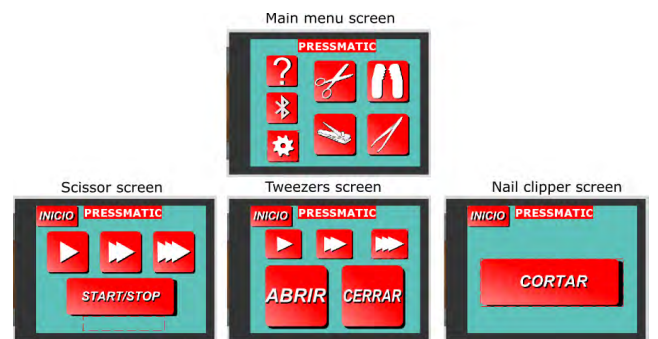 Main menu screen
PRESSMATIC
?
Scissor screen
INICIO PRESSMATIC
START/STOP
Tweezers screen
INICIO PRESSMATIC
ABRIR CERRAR
Nail clipper screen
INICIO PRESSMATIC
CORTAR